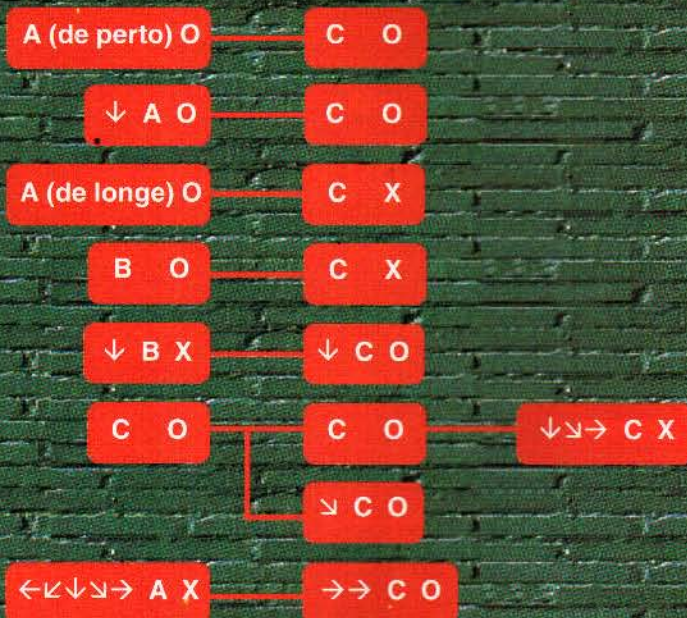 A (de perto) O C O
↓ A O C O
A (de longe) O C X
B O C X
↓ B X ↓ C O
C O C O ↓↘→ C X
↘ C O
←↙↓↘→ A X →→ C O